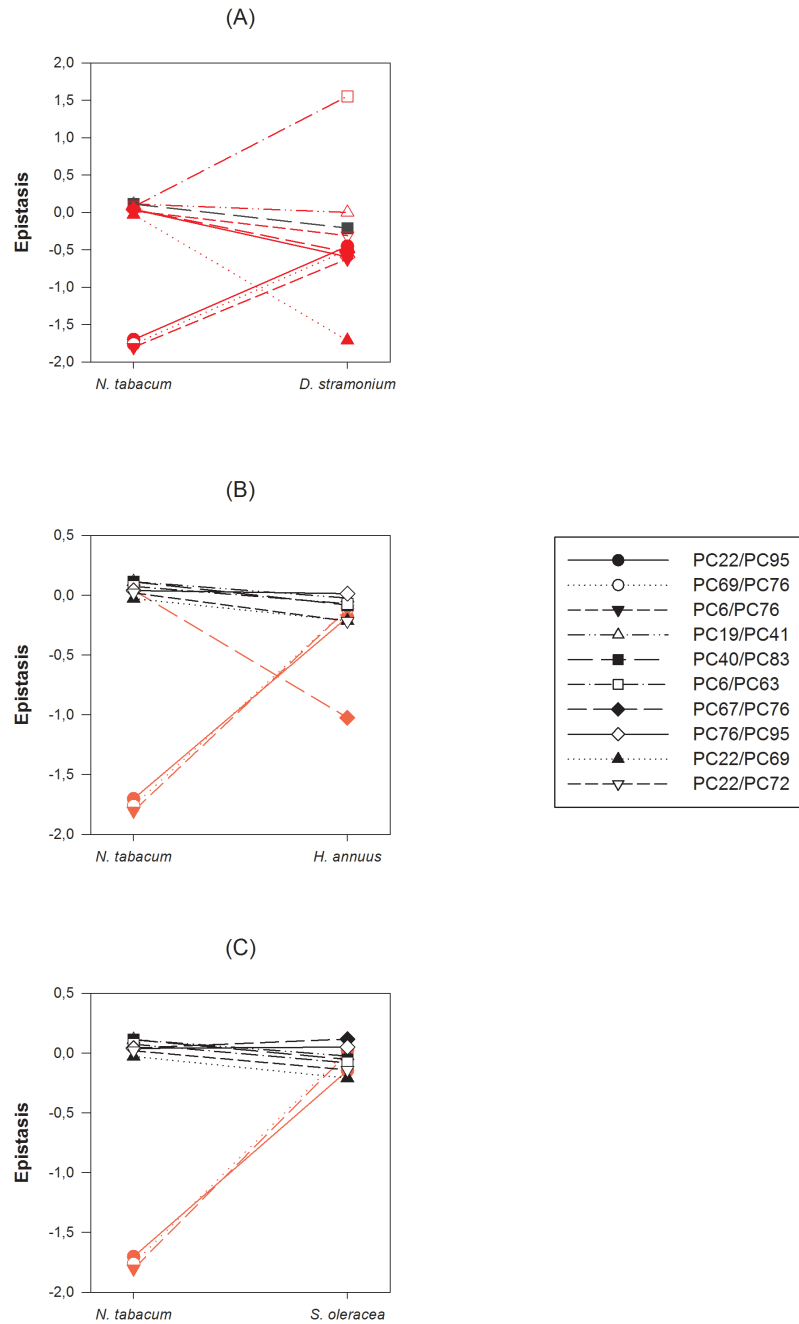 (A)
2,0
1,5
1,0
0,5
0,0
-0,5
-1,0
-1,5
-2,0
Epistasis
N. tabacum D. stramonium
(B)
0,5
0,0
-0,5
-1,0
-1,5
-2,0
Epistasis
N. tabacum H. annuus
PC22/PC95
PC69/PC76
PC6/PC76
PC19/PC41
PC40/PC83
PC6/PC63
PC67/PC76
PC76/PC95
PC22/PC69
PC22/PC72
(C)
0,5
0,0
-0,5
-1,0
-1,5
-2,0
Epistasis
N. tabacum S. oleracea